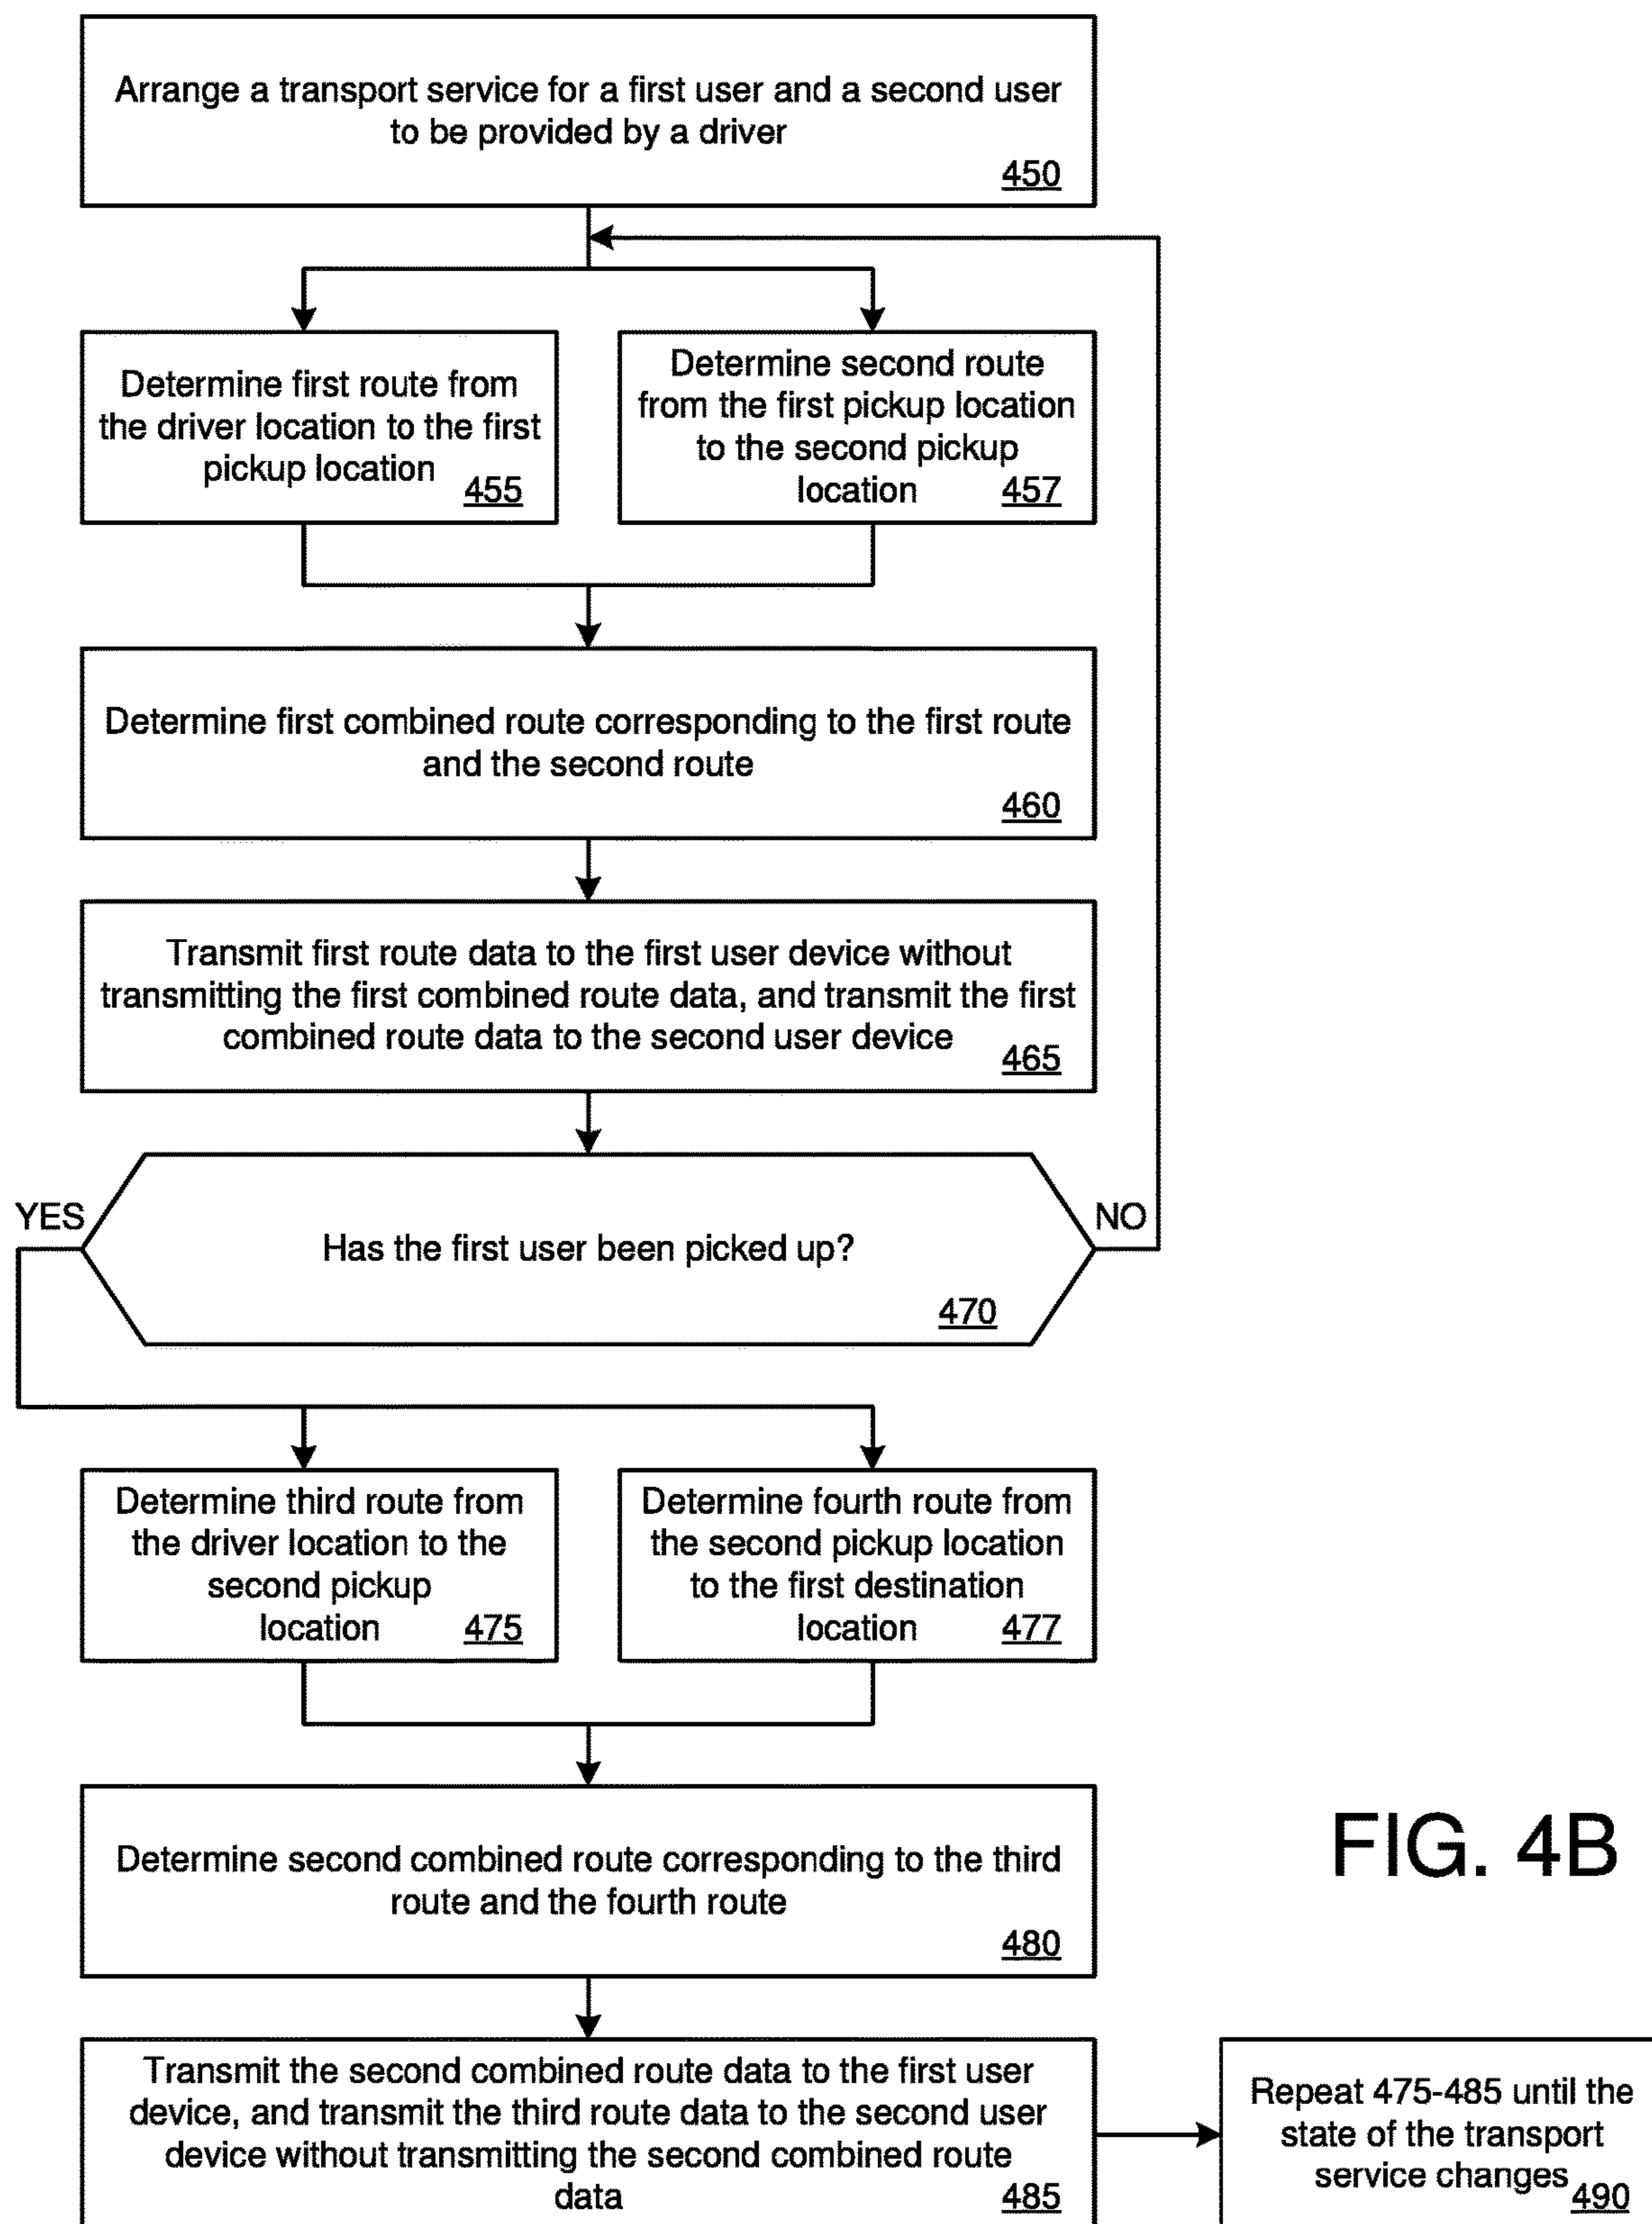 Arrange a transport service for a first user and a second user
to be provided by a driver
450
Determine first route from
the driver location to the first
pickup location
455
Determine second route
from the first pickup location
to the second pickup
location
457
Determine first combined route corresponding to the first route
and the second route
460
Transmit first route data to the first user device without
transmitting the first combined route data, and transmit the first
combined route data to the second user device
465
YES
NO
Has the first user been picked up?
470
Determine third route from
the driver location to the
second pickup
location
475
Determine fourth route from
the second pickup location
to the first destination
location
477
Determine second combined route corresponding to the third
route and the fourth route
480
FIG. 4B
Transmit the second combined route data to the first user
device, and transmit the third route data to the second user
device without transmitting the second combined route
data
485
Repeat 475-485 until the
state of the transport
service changes
490